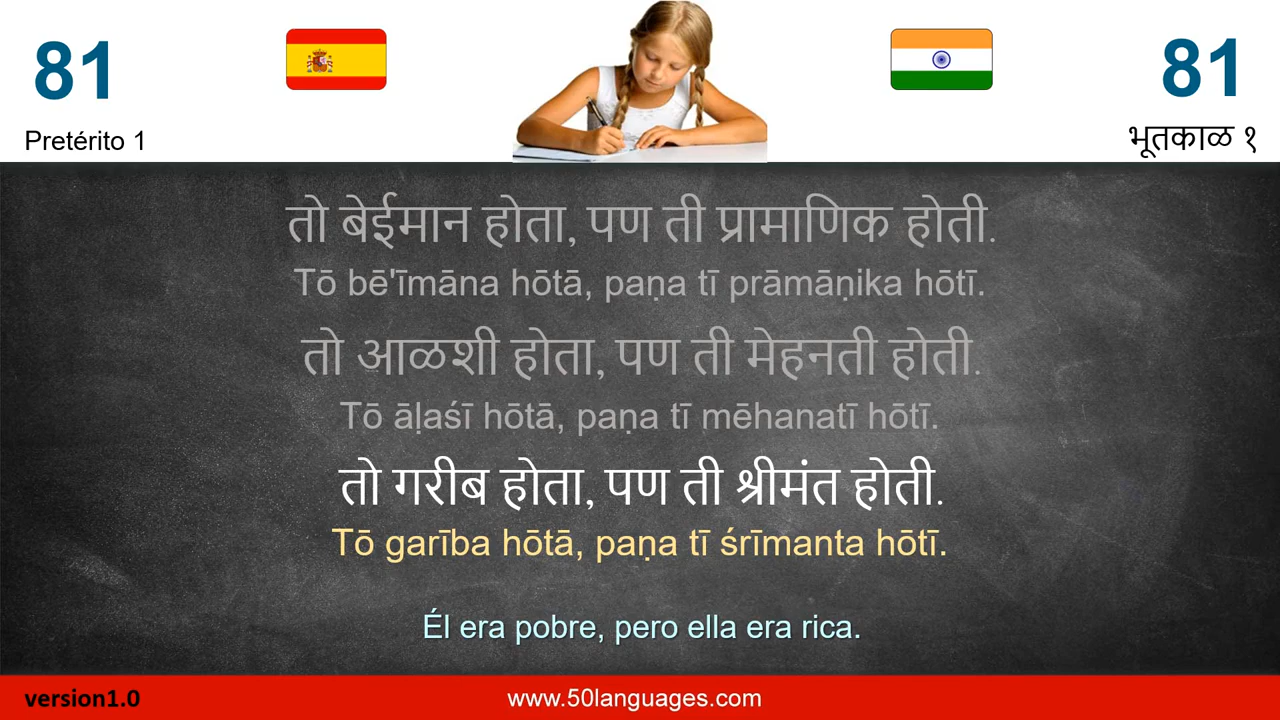 81
81
Pretérito 1
भूतकाळ १
तो बेईमान होता, पण ती प्रामाणिक होती.
Tō bē'īmāna hōtā, paṇa tī prāmāṇika hōtī.
तो आळशी होता, पण ती मेहनती होती.
Tō āḷaśī hōtā, paṇa tī mēhanatī hōtī.
तो गरीब होता, पण ती श्रीमंत होती.
Tō garība hōtā, paṇa tī śrīmanta hōtī.
Él era pobre, pero ella era rica.
version1.0
www.50languages.com